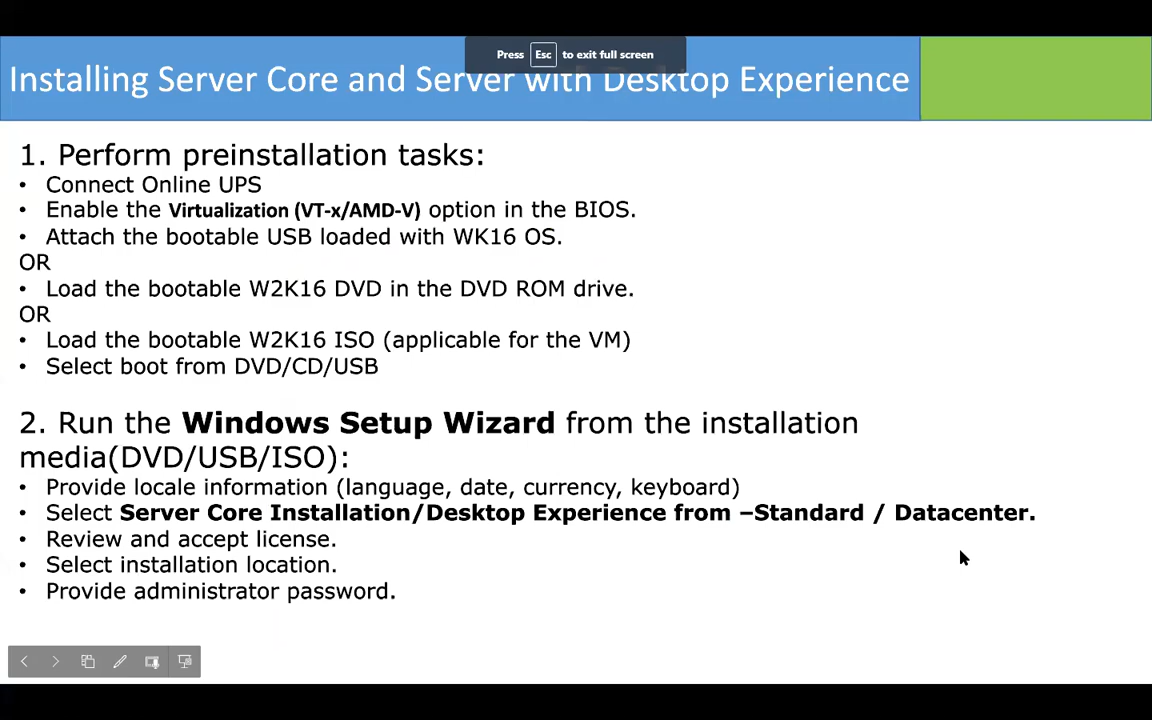 Press Esc to exit full screen
Installing Server Core and Server with Desktop Experience
1. Perform preinstallation tasks:
• Connect Online UPS
• Enable the Virtualization (VT-x/AMD-V) option in the BIOS.
• Attach the bootable USB loaded with WK16 OS.
OR
• Load the bootable W2K16 DVD in the DVD ROM drive.
OR
• Load the bootable W2K16 ISO (applicable for the VM)
• Select boot from DVD/CD/USB
2. Run the Windows Setup Wizard from the installation
media(DVD/USB/ISO):
• Provide locale information (language, date, currency, keyboard)
• Select Server Core Installation/Desktop Experience from –Standard / Datacenter.
• Review and accept license.
• Select installation location.
• Provide administrator password.